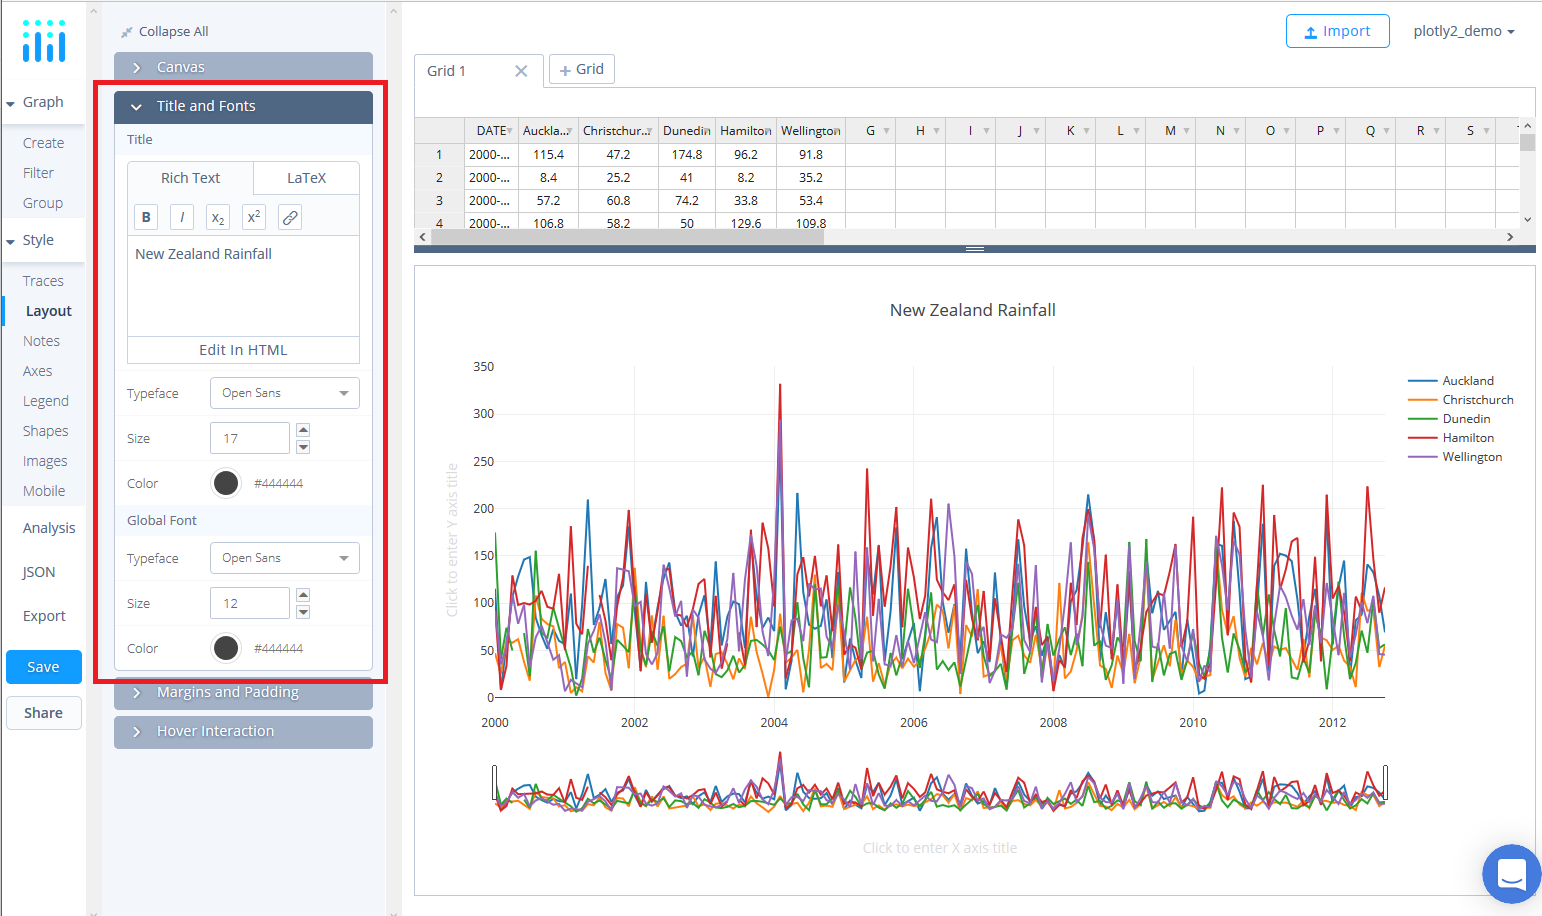 Graph
Create
Filter
Group
Style
Traces
Layout
Notes
Axes
Legend
Shapes
Images
Mobile
Analysis
JSON
Export
Save
Share
Collapse All
Canvas
Title and Fonts
Title
Rich Text LaTeX
B I x2 x2
New Zealand Rainfall
Edit In HTML
Typeface Open Sans
Size 17
Color #444444
Global Font
Typeface Open Sans
Size 12
Color #444444
Margins and Padding
Hover Interaction
Import plotly2_demo
Grid 1 + Grid
DATE Auckla... Christchur... Dunedin Hamilton Wellington G H I J K L M N O P Q R S
1 2000-... 115.4 47.2 174.8 96.2 91.8
2 2000-... 8.4 25.2 41 8.2 35.2
3 2000-... 57.2 60.8 74.2 33.8 53.4
4 2000-... 106.8 58.2 50 129.6 109.8
New Zealand Rainfall
Click to enter Y axis title
350
300
250
200
150
100
50
0
2000 2002 2004 2006 2008 2010 2012
Auckland
Christchurch
Dunedin
Hamilton
Wellington
Click to enter X axis title